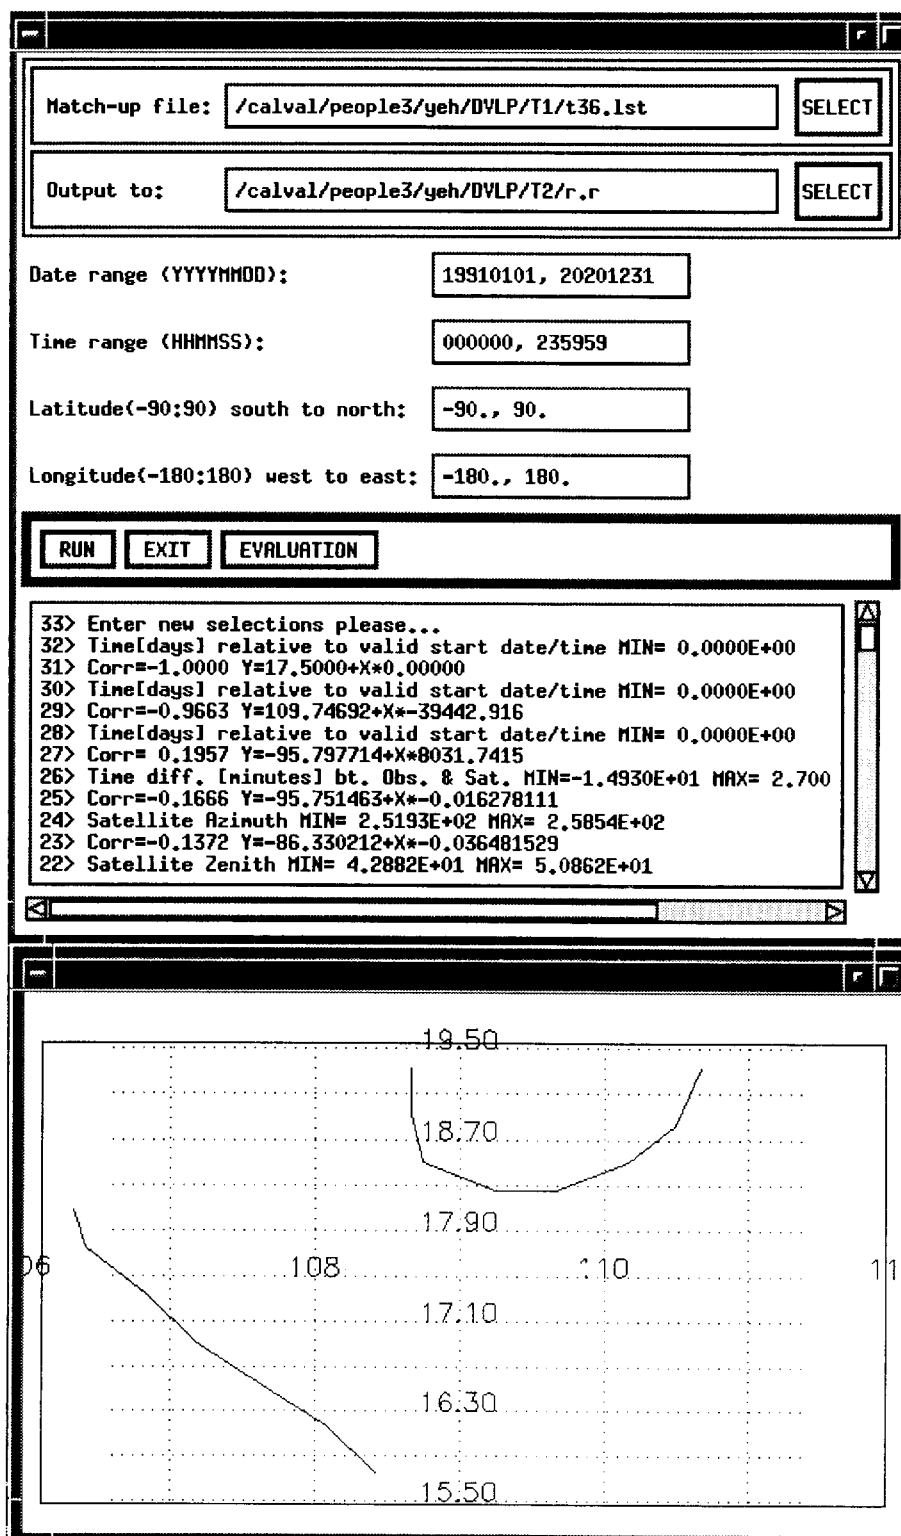 Match-up file: /calval/people3/yeh/DYLP/T1/t36.lst SELECT
Output to: /calval/people3/yeh/DYLP/T2/r.r SELECT
Date range (YYYYMMDD): 19910101, 20201231
Time range (HHMMSS): 000000, 235959
Latitude(-90:90) south to north: -90., 90.
Longitude(-180:180) west to east: -180., 180.
RUN EXIT EVALUATION
33> Enter new selections please...
32> Time[days] relative to valid start date/time MIN= 0.0000E+00
31> Corr=-1.0000 Y=17.5000+X*0.00000
30> Time[days] relative to valid start date/time MIN= 0.0000E+00
29> Corr=-0.9663 Y=109.74692+X*-39442.916
28> Time[days] relative to valid start date/time MIN= 0.0000E+00
27> Corr= 0.1957 Y=-95.797714+X*8031.7415
26> Time diff. [minutes] bt. Obs. & Sat. MIN=-1.4930E+01 MAX= 2.700
25> Corr=-0.1666 Y=-95.751463+X*-0.016278111
24> Satellite Azimuth MIN= 2.5193E+02 MAX= 2.5854E+02
23> Corr=-0.1372 Y=-86.330212+X*-0.036481529
22> Satellite Zenith MIN= 4.2882E+01 MAX= 5.0862E+01
19.50
18.70
17.90
06 108 110 11
17.10
16.30
15.50